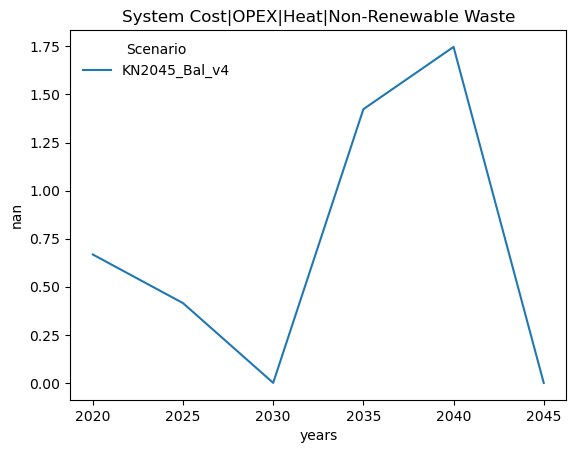 System Cost|OPEX|Heat|Non-Renewable Waste
Scenario
KN2045_Bal_v4
1.75
1.50
1.25
1.00
0.75
0.50
0.25
0.00
nan
2020 2025 2030 2035 2040 2045
years